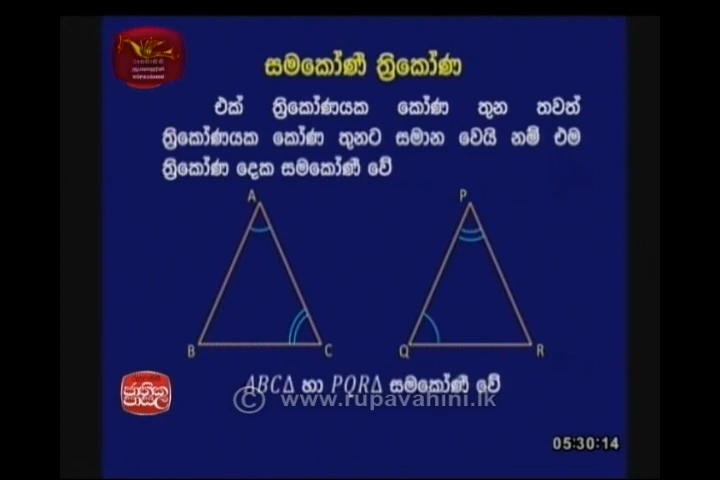 සමකෝණී ත්‍රිකෝණ
එක් ත්‍රිකෝණයක කෝණ තුන තවත්
ත්‍රිකෝණයක කෝණ තුනට සමාන වෙයි නම් එම
ත්‍රිකෝණ දෙක සමකෝණී වේ
A
P
B
C
Q
R
ABCΔ හා PQRΔ සමකෝණී වේ
ජාතික
පාසල
© www.rupavahini.lk
05:30:14